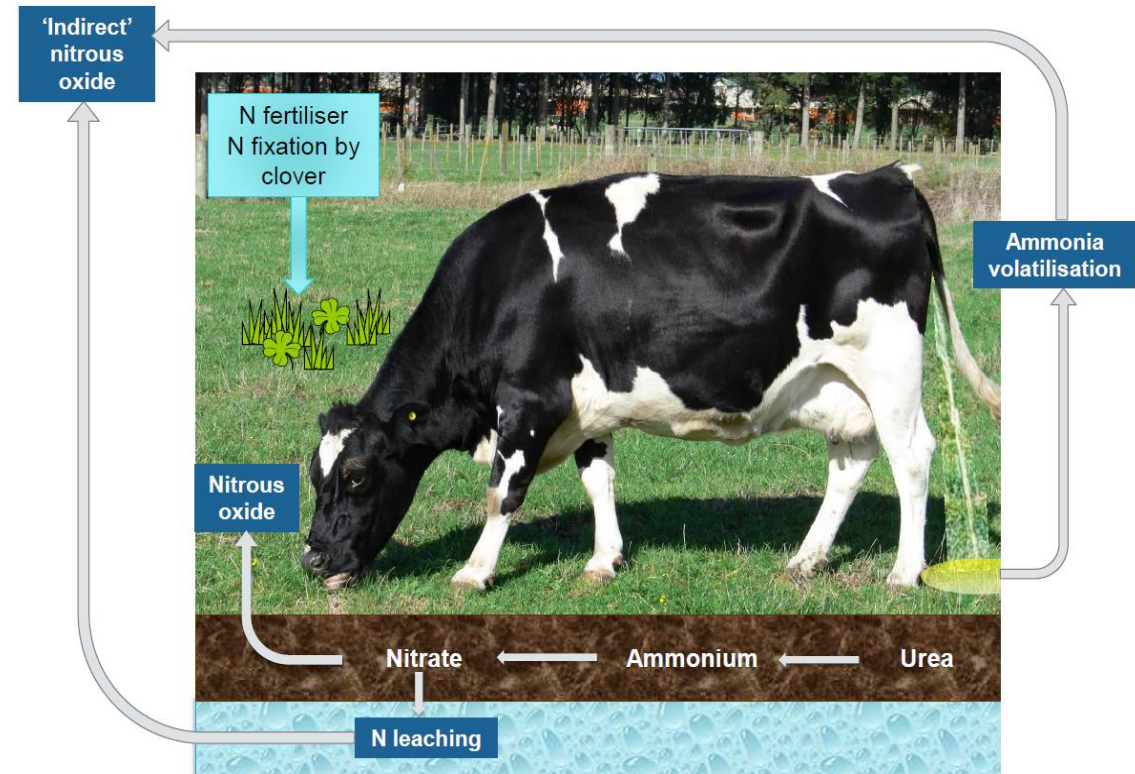 ‘Indirect’
nitrous
oxide
N fertiliser
N fixation by
clover
Ammonia
volatilisation
Nitrous
oxide
Nitrate
Ammonium
Urea
N leaching